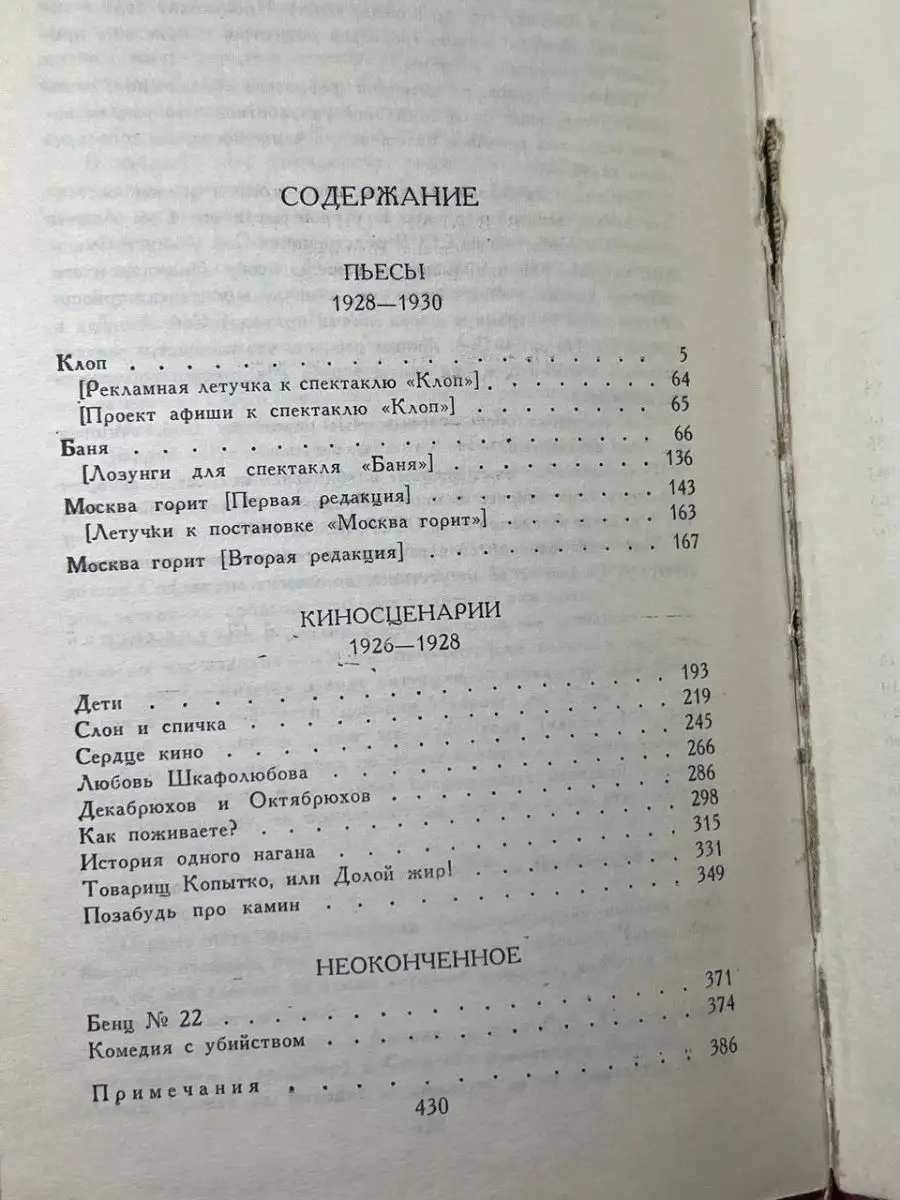 СОДЕРЖАНИЕ
ПЬЕСЫ
1928—1930
Клоп . . . . . . . . . . . . . . . . . . . . 5
[Рекламная летучка к спектаклю «Клоп»] . . . . . . . 64
[Проект афиши к спектаклю «Клоп»] . . . . . . . . 65
Баня . . . . . . . . . . . . . . . . . . . . 66
[Лозунги для спектакля «Баня»] . . . . . . . . . 136
Москва горит [Первая редакция] . . . . . . . . . 143
[Летучки к постановке «Москва горит»] . . . . . . . 163
Москва горит [Вторая редакция] . . . . . . . . . 167
КИНОСЦЕНАРИИ
1926—1928
Дети . . . . . . . . . . . . . . . . . . . 193
Слон и спичка . . . . . . . . . . . . . . . 219
Сердце кино . . . . . . . . . . . . . . . . 245
Любовь Шкафолюбова . . . . . . . . . . . . 266
Декабрюхов и Октябрюхов . . . . . . . . . . 286
Как поживаете? . . . . . . . . . . . . . . . 298
История одного нагана . . . . . . . . . . . . 315
Товарищ Копытко, или Долой жир! . . . . . . . 331
Позабудь про камин . . . . . . . . . . . . . 349
НЕОКОНЧЕННОЕ
Бенц № 22 . . . . . . . . . . . . . . . . . 371
Комедия с убийством . . . . . . . . . . . . . 374
Примечания . . . . . . . . . . . . . 386
430